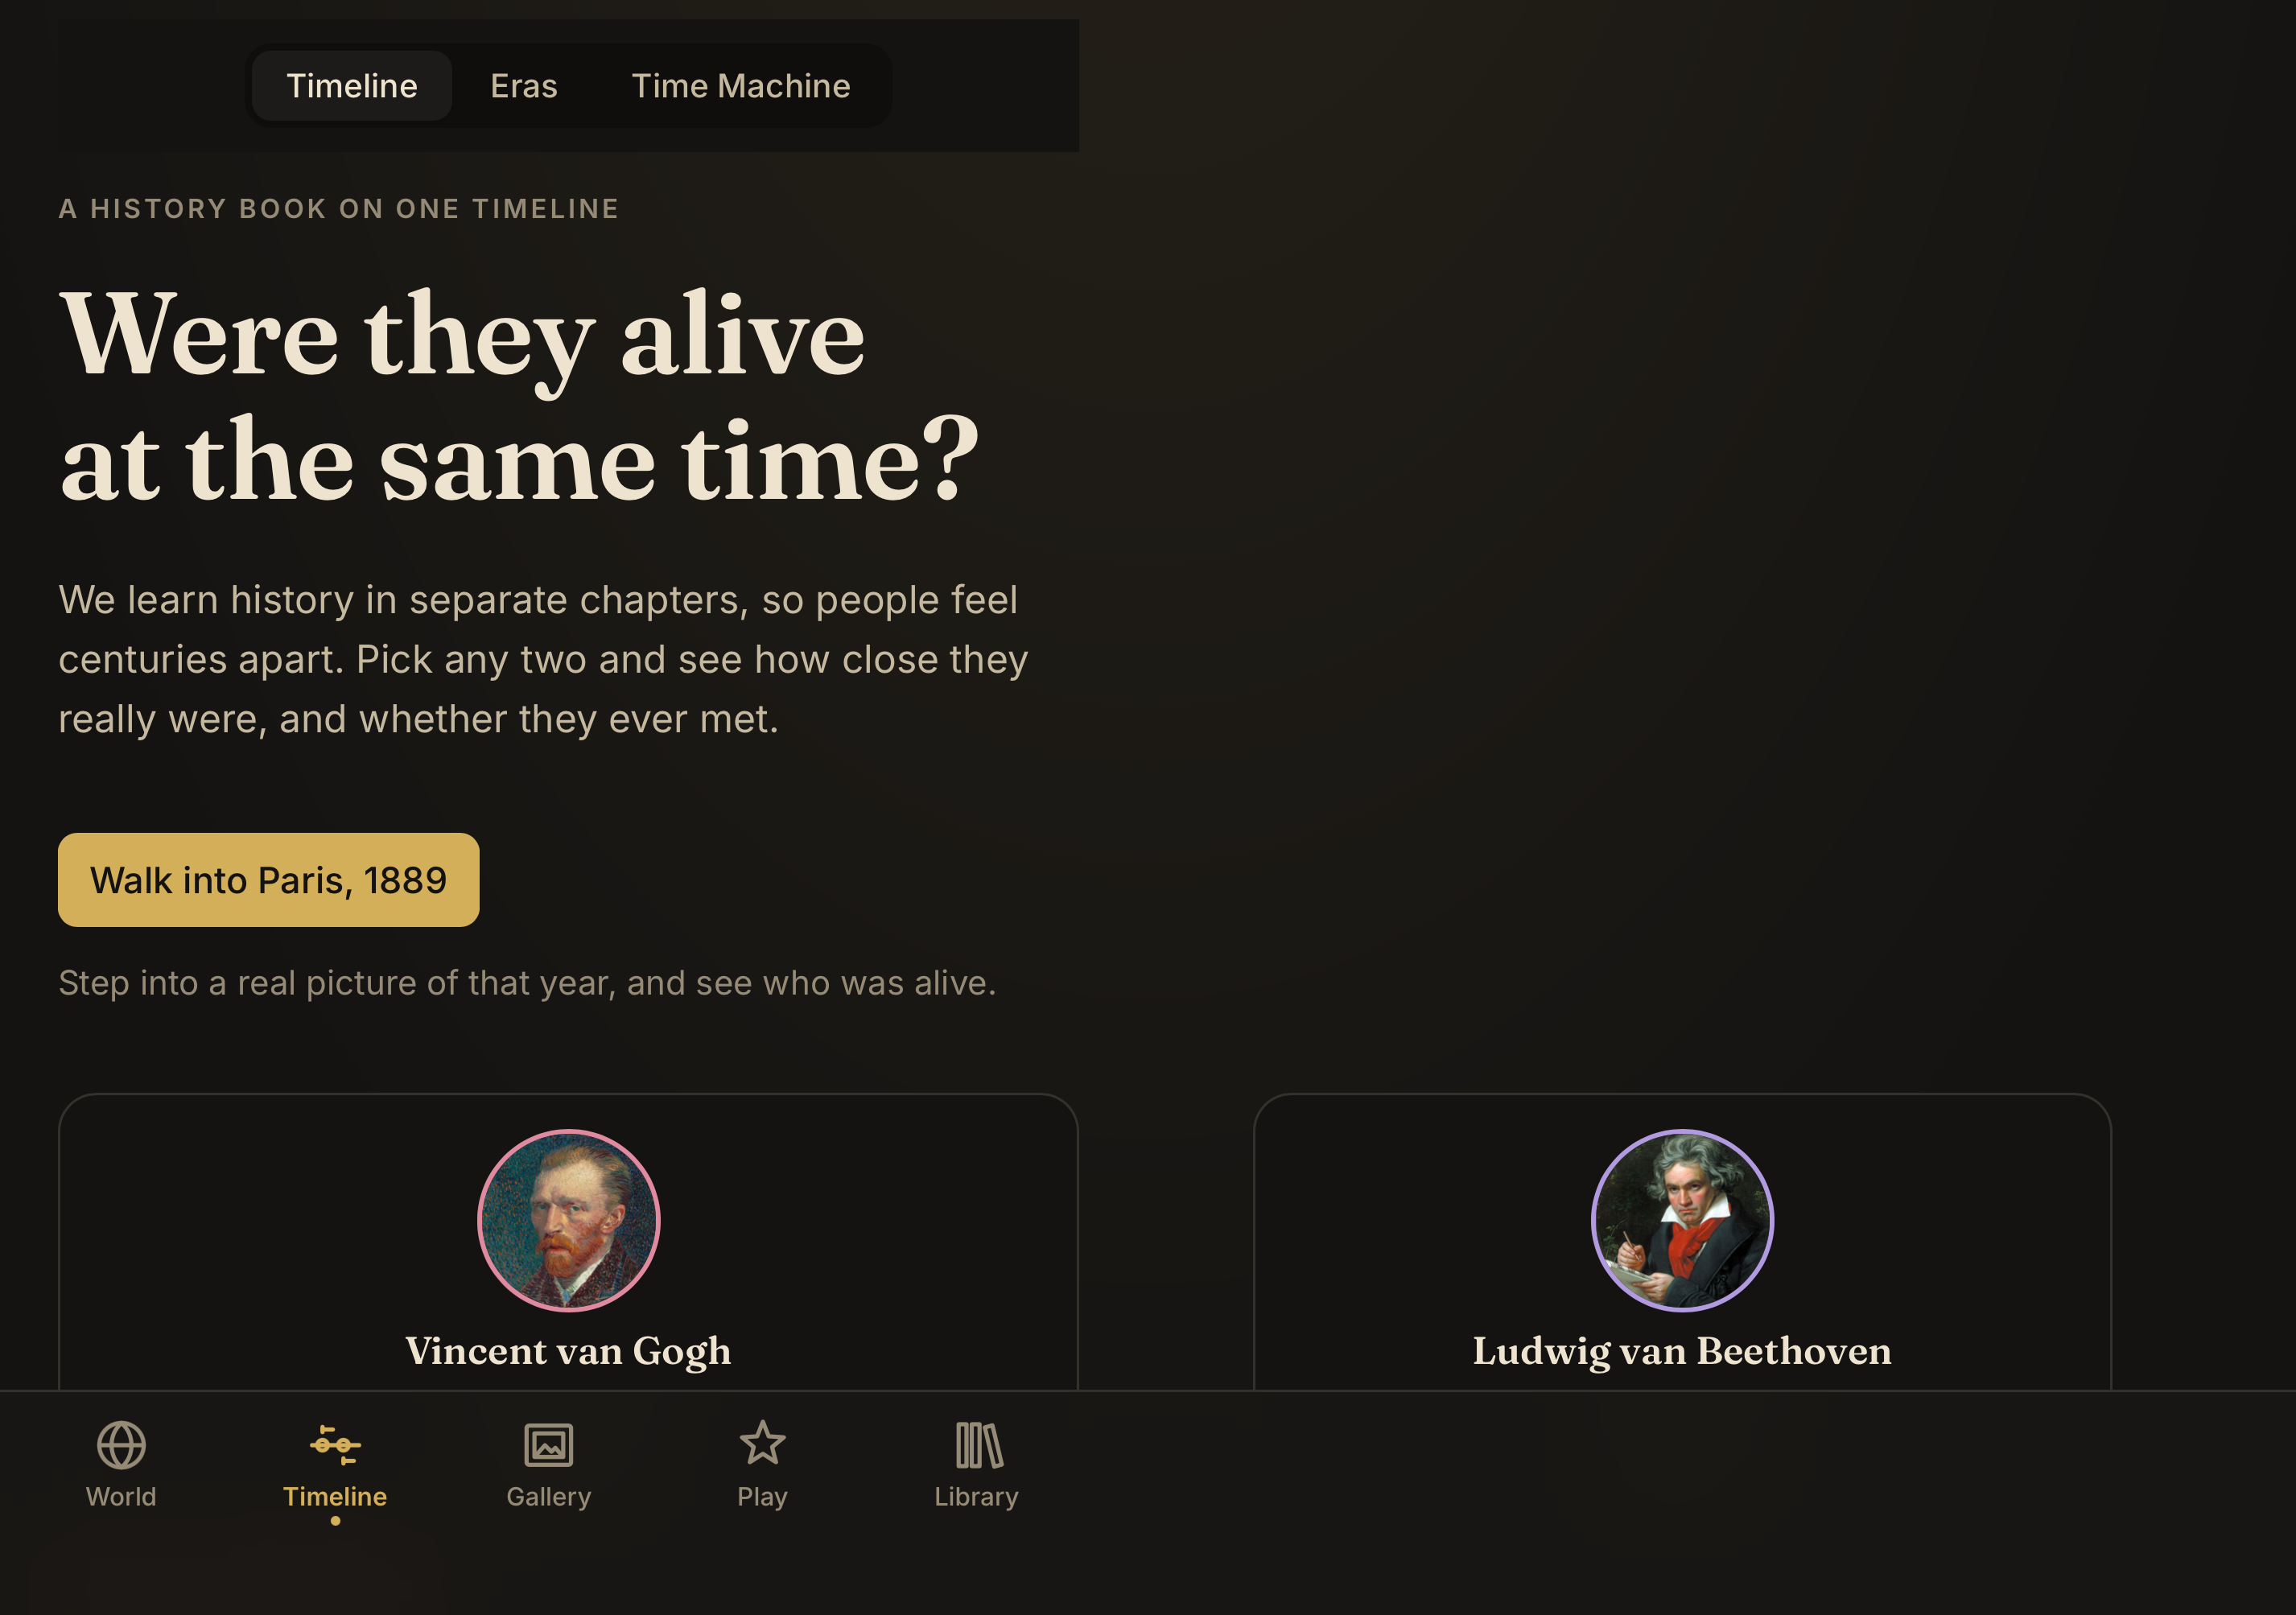 Timeline
Eras
Time Machine
A HISTORY BOOK ON ONE TIMELINE
Were they alive
at the same time?
We learn history in separate chapters, so people feel
centuries apart. Pick any two and see how close they
really were, and whether they ever met.
Walk into Paris, 1889
Step into a real picture of that year, and see who was alive.
Vincent van Gogh
Ludwig van Beethoven
World
Timeline
Gallery
Play
Library